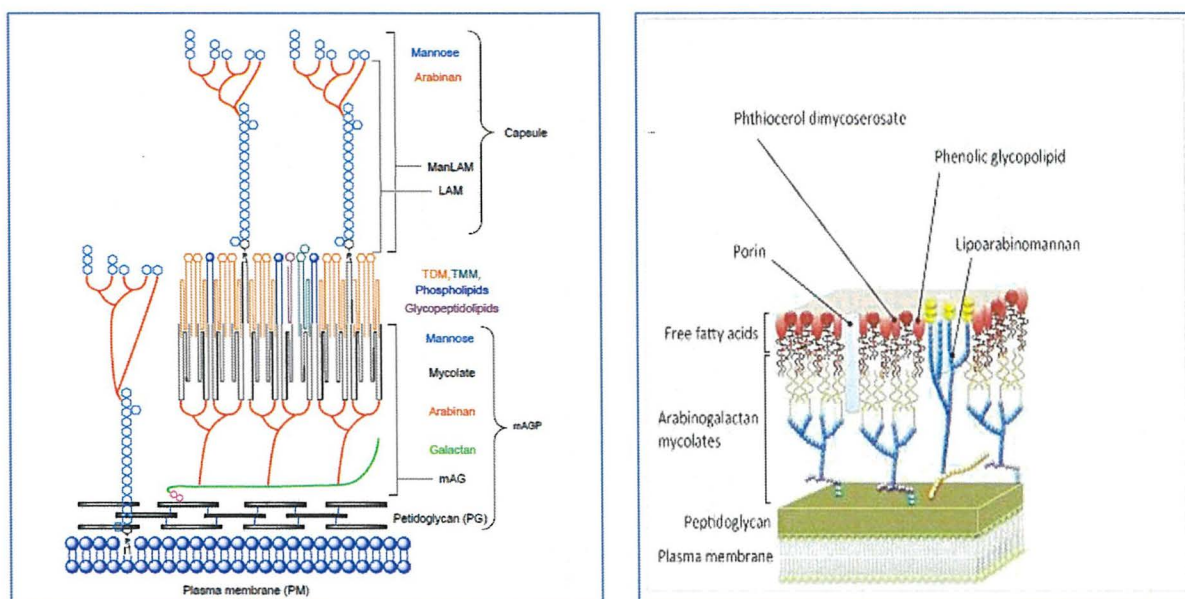 Mannose
Arabinan
Capsule
ManLAM
LAM
TDM, TMM,
Phospholipids
Glycopeptidolipids
Mannose
Mycolate
Arabinan
mAGP
Galactan
mAG
Petidoglycan (PG)
Plasma membrane (PM)
Phthiocerol dimycoserosate
Phenolic glycopolipid
Lipoarabinomannan
Porin
Free fatty acids
Arabinogalactan
mycolates
Peptidoglycan
Plasma membrane